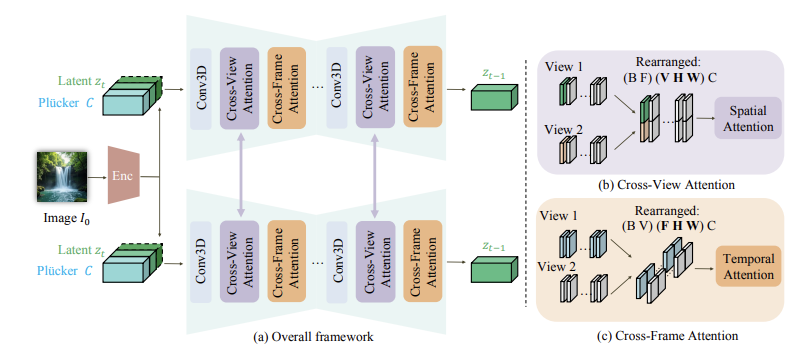 Latent z_t
Plücker C
Image I_0
Enc
Latent z_t
Plücker C
Conv3D
Cross-View
Attention
Cross-Frame
Attention
...
Conv3D
Cross-View
Attention
Cross-Frame
Attention
z_{t-1}
Conv3D
Cross-View
Attention
Cross-Frame
Attention
...
Conv3D
Cross-View
Attention
Cross-Frame
Attention
z_{t-1}
(a) Overall framework
View 1
...
View 2
...
Rearranged:
(B F) (V H W) C
...
Spatial
Attention
(b) Cross-View Attention
View 1
...
View 2
...
Rearranged:
(B V) (F H W) C
Temporal
Attention
(c) Cross-Frame Attention